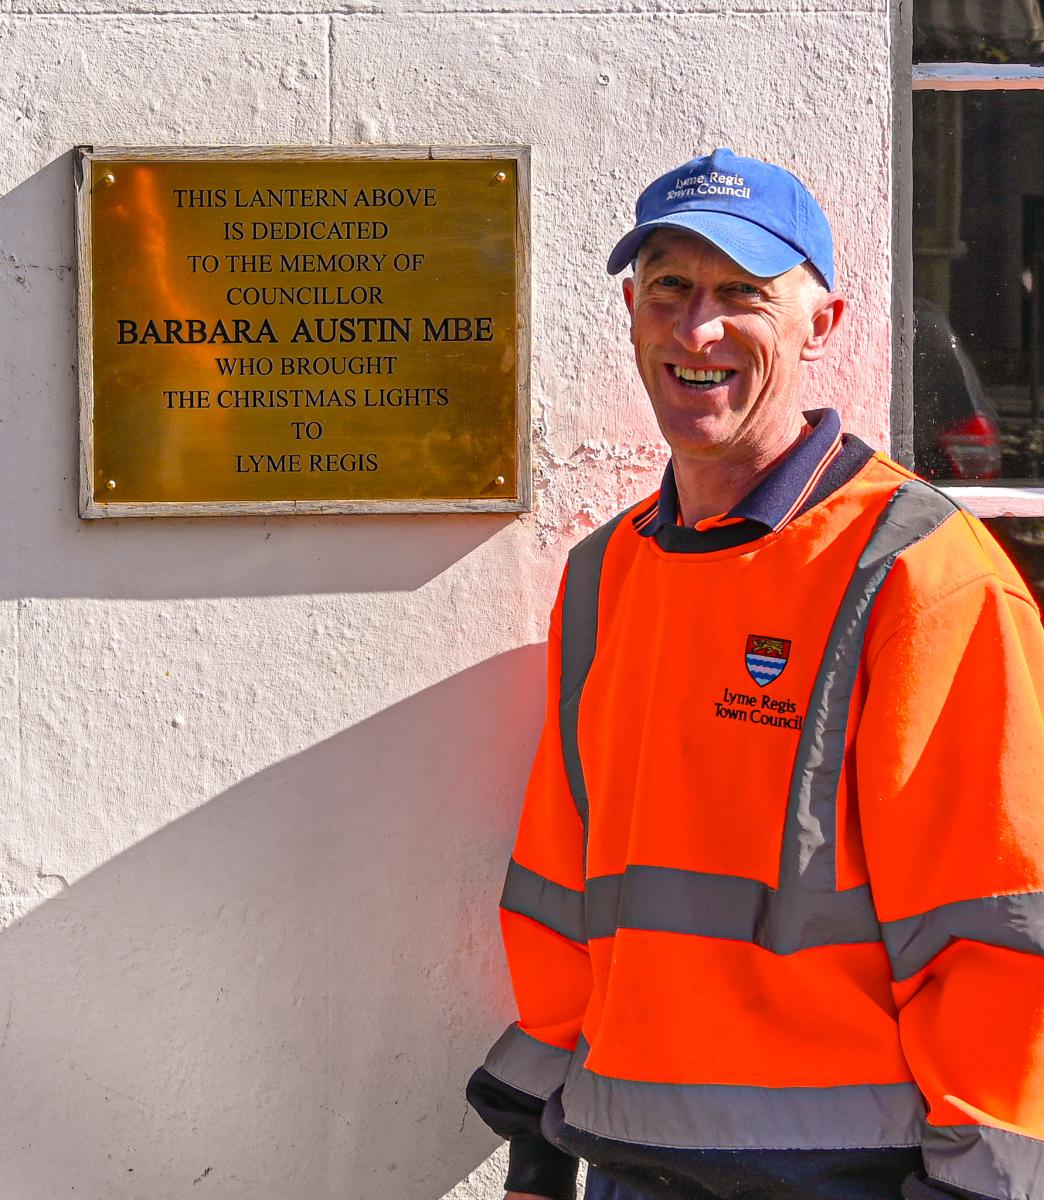 THIS LANTERN ABOVE
IS DEDICATED
TO THE MEMORY OF
COUNCILLOR
BARBARA AUSTIN MBE
WHO BROUGHT
THE CHRISTMAS LIGHTS
TO
LYME REGIS
Lyme Regis
Town Council
Lyme Regis
Town Council